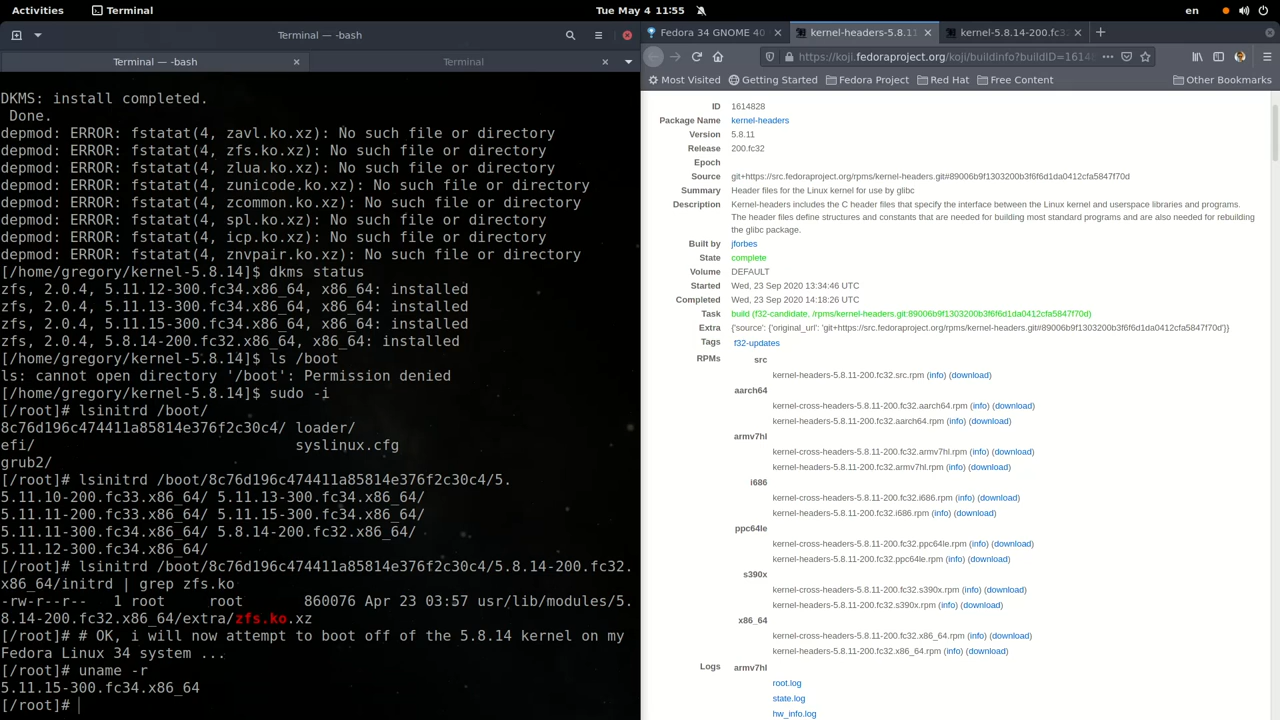 Activities Terminal Tue May 4 11:55 en
Terminal — -bash
Terminal — -bash Terminal
DKMS: install completed.
Done.
depmod: ERROR: fstat(4, zavl.ko.xz): No such file or directory
depmod: ERROR: fstat(4, zfs.ko.xz): No such file or directory
depmod: ERROR: fstat(4, zlua.ko.xz): No such file or directory
depmod: ERROR: fstat(4, zunicode.ko.xz): No such file or directory
depmod: ERROR: fstat(4, zcommon.ko.xz): No such file or directory
depmod: ERROR: fstat(4, spl.ko.xz): No such file or directory
depmod: ERROR: fstat(4, icp.ko.xz): No such file or directory
depmod: ERROR: fstat(4, znvpair.ko.xz): No such file or directory
[/home/gregory/kernel-5.8.14]$ dkms status
zfs, 2.0.4, 5.11.12-300.fc34.x86_64, x86_64: installed
zfs, 2.0.4, 5.11.13-300.fc34.x86_64, x86_64: installed
zfs, 2.0.4, 5.11.15-300.fc34.x86_64, x86_64: installed
zfs, 2.0.4, 5.8.14-200.fc32.x86_64, x86_64: installed
[/home/gregory/kernel-5.8.14]$ ls /boot
ls: cannot open directory '/boot': Permission denied
[/home/gregory/kernel-5.8.14]$ sudo -i
[/root]# lsinitrd /boot/
8c76d1964744411a85814e376f2c30c4/ loader/
efi/ syslinux.cfg
grub2/
[/root]# lsinitrd /boot/8c76d1964744411a85814e376f2c30c4/5.
5.11.10-200.fc33.x86_64/ 5.11.13-300.fc34.x86_64/
5.11.11-200.fc33.x86_64/ 5.11.15-300.fc34.x86_64/
5.11.11-300.fc34.x86_64/ 5.8.14-200.fc32.x86_64/
5.11.12-300.fc34.x86_64/
[/root]# lsinitrd /boot/8c76d1964744411a85814e376f2c30c4/5.8.14-200.fc32.
x86_64/initrd | grep zfs.ko
-rw-r--r-- 1 root root 860076 Apr 23 03:57 usr/lib/modules/5.
8.14-200.fc32.x86_64/extra/zfs.ko.xz
[/root]# # OK, i will now attempt to boot off of the 5.8.14 kernel on my
Fedora Linux 34 system ...
[/root]# uname -r
5.11.15-300.fc34.x86_64
[/root]#
Fedora 34 GNOME 40 kernel-headers-5.8.11 kernel-5.8.14-200.fc3
https://koji.fedoraproject.org/koji/buildinfo?buildID=16148
Most Visited Getting Started Fedora Project Red Hat Free Content Other Bookmarks
ID 1614828
Package Name kernel-headers
Version 5.8.11
Release 200.fc32
Epoch
Source git+https://src.fedoraproject.org/rpms/kernel-headers.git#89006b9f1303200b3f6f6d1da0412cfa5847f70d
Summary Header files for the Linux kernel for use by glibc
Description Kernel-headers includes the C header files that specify the interface between the Linux kernel and userspace libraries and programs.
The header files define structures and constants that are needed for building most standard programs and are also needed for rebuilding
the glibc package.
Built by jforbes
State complete
Volume DEFAULT
Started Wed, 23 Sep 2020 13:34:46 UTC
Completed Wed, 23 Sep 2020 14:18:26 UTC
Task build (f32-candidate, /rpms/kernel-headers.git:89006b9f1303200b3f6f6d1da0412cfa5847f70d)
Extra {'source': {'original_url': 'git+https://src.fedoraproject.org/rpms/kernel-headers.git#89006b9f1303200b3f6f6d1da0412cfa5847f70d'}}
Tags f32-updates
RPMs src
kernel-headers-5.8.11-200.fc32.src.rpm (info) (download)
aarch64
kernel-cross-headers-5.8.11-200.fc32.aarch64.rpm (info) (download)
kernel-headers-5.8.11-200.fc32.aarch64.rpm (info) (download)
armv7hl
kernel-cross-headers-5.8.11-200.fc32.armv7hl.rpm (info) (download)
kernel-headers-5.8.11-200.fc32.armv7hl.rpm (info) (download)
i686
kernel-cross-headers-5.8.11-200.fc32.i686.rpm (info) (download)
kernel-headers-5.8.11-200.fc32.i686.rpm (info) (download)
ppc64le
kernel-cross-headers-5.8.11-200.fc32.ppc64le.rpm (info) (download)
kernel-headers-5.8.11-200.fc32.ppc64le.rpm (info) (download)
s390x
kernel-cross-headers-5.8.11-200.fc32.s390x.rpm (info) (download)
kernel-headers-5.8.11-200.fc32.s390x.rpm (info) (download)
x86_64
kernel-cross-headers-5.8.11-200.fc32.x86_64.rpm (info) (download)
kernel-headers-5.8.11-200.fc32.x86_64.rpm (info) (download)
Logs armv7hl
root.log
state.log
hw_info.log